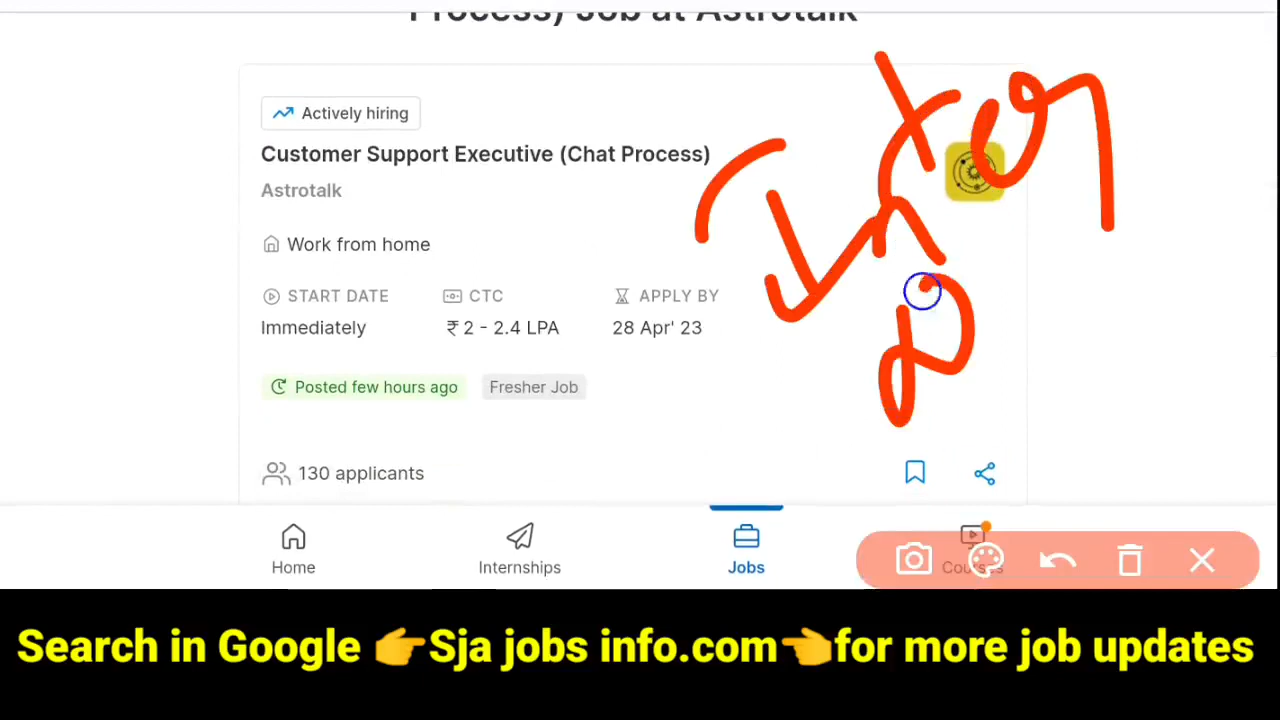 Process) Job at Astrotalk
Actively hiring
Customer Support Executive (Chat Process)
Astrotalk
Work from home
START DATE CTC APPLY BY
Immediately ₹ 2 - 2.4 LPA 28 Apr' 23
Posted few hours ago Fresher Job
130 applicants
Home Internships Jobs Courses
Search in Google 👉Sja jobs info.com👈for more job updates